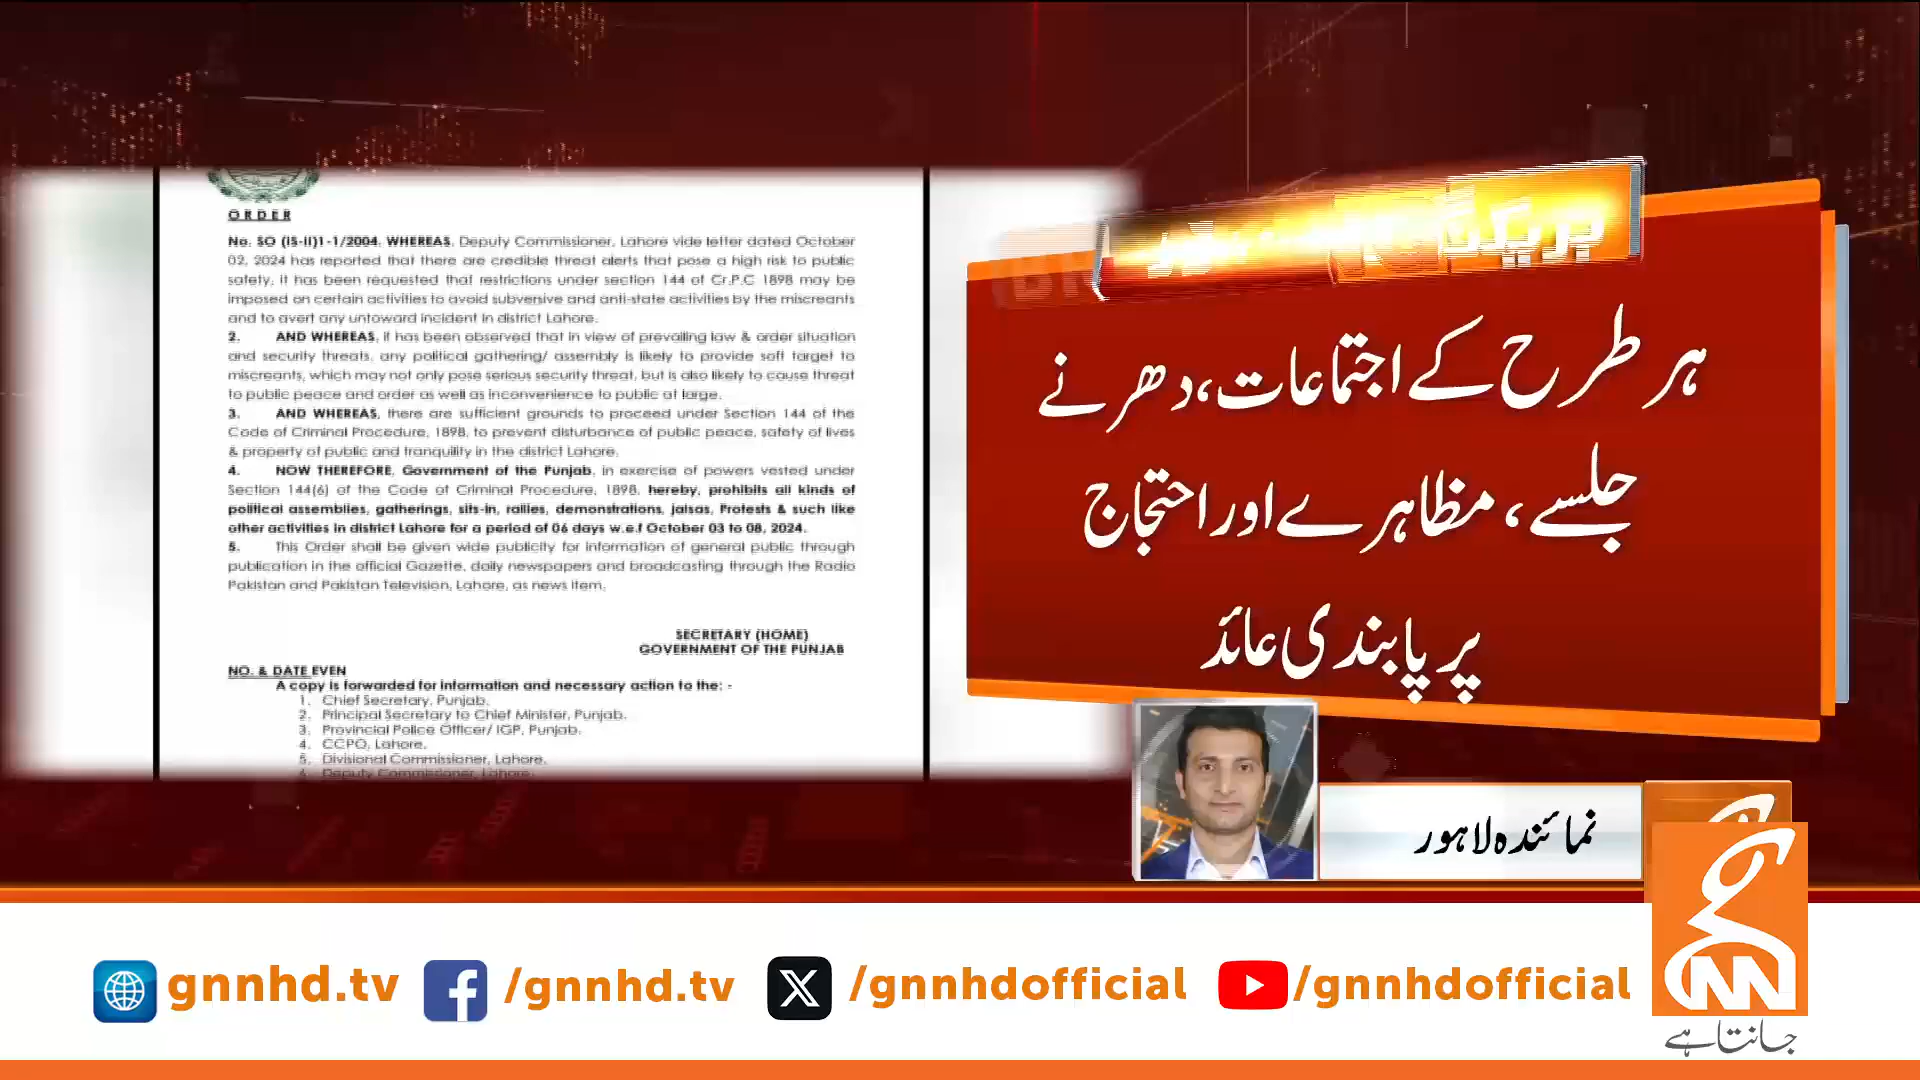 ORDER
No. SO (IS-II)1-1/2004. WHEREAS, Deputy Commissioner, Lahore vide letter dated October
02, 2024 has reported that there are credible threat alerts that pose a high risk to public
safety. It has been requested that restrictions under section 144 of Cr.P.C 1898 may be
imposed on certain activities to avoid subversive and anti-state activities by the miscreants
and to avert any untoward incident in district Lahore.
2. AND WHEREAS, it has been observed that in view of prevailing law & order situation
and security threats, any political gathering/ assembly is likely to provide soft target to
miscreants, which may not only pose serious security threat, but is also likely to cause threat
to public peace and order as well as inconvenience to public at large.
3. AND WHEREAS, there are sufficient grounds to proceed under Section 144 of the
Code of Criminal Procedure, 1898, to prevent disturbance of public peace, safety of lives
& property of public and tranquility in the district Lahore.
4. NOW THEREFORE, Government of the Punjab, in exercise of powers vested under
Section 144(6) of the Code of Criminal Procedure, 1898, hereby, prohibits all kinds of
political assemblies, gatherings, sits-in, rallies, demonstrations, jalsas, Protests & such like
other activities in district Lahore for a period of 06 days w.e.f October 03 to 08, 2024.
5. This Order shall be given wide publicity for information of general public through
publication in the official Gazette, daily newspapers and broadcasting through the Radio
Pakistan and Pakistan Television, Lahore, as news item.
SECRETARY (HOME)
GOVERNMENT OF THE PUNJAB
NO. & DATE EVEN
A copy is forwarded for information and necessary action to the: -
1. Chief Secretary, Punjab.
2. Principal Secretary to Chief Minister, Punjab.
3. Provincial Police Officer/ IGP, Punjab.
4. CCPO, Lahore.
5. Divisional Commissioner, Lahore.
6. Deputy Commissioner, Lahore.
ہر طرح کے اجتماعات، دھرنے
جلسے، مظاہرے اور احتجاج
پر پابندی عائد
نمائندہ لاہور
gnnhd.tv /gnnhd.tv /gnnhdofficial /gnnhdofficial
GNN
جانتا ہے